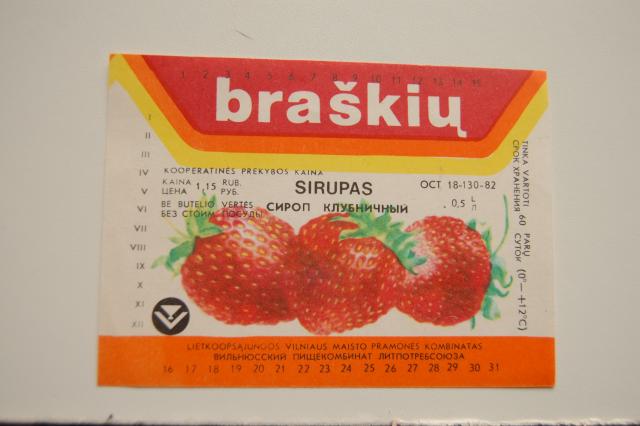 1 2 3 4 5 6 7 8 9 10 11 12 13 14 15
braškių
I
II
III
IV
V
VI
VII
VIII
IX
X
XI
XII
KOOPERATINĖS PREKYBOS KAINA
KAINA 1,15 RUB.
ЦЕНА РУБ.
BE BUTELIO VERTĖS
БЕЗ СТОИМ. ПОСУДЫ
SIRUPAS
СИРОП КЛУБНИЧНЫЙ
ОСТ 18-130-82
0,5 L
Л
TINKA VARTOTI 60 PARŲ
СРОК ХРАНЕНИЯ СУТОК (0°— +12°C)
LIETKOOPSĄJUNGOS VILNIAUS MAISTO PRAMONĖS KOMBINATAS
ВИЛЬНЮССКИЙ ПИЩЕКОМБИНАТ ЛИТПОТРЕБСОЮЗА
16 17 18 19 20 21 22 23 24 25 26 27 28 29 30 31